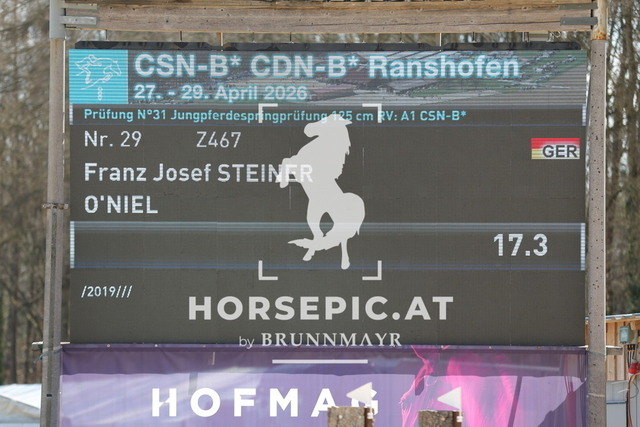 CSN-B* CDN-B* Ranshofen
27. - 29. April 2026
Prüfung N°31 Jungpferdespringprüfung 125 cm RV: A1 CSN-B*
Nr. 29 Z467
GER
Franz Josef STEINER
O'NIEL
17.3
/2019///
HORSEPIC.AT
by BRUNNMAYR
HOFMAG